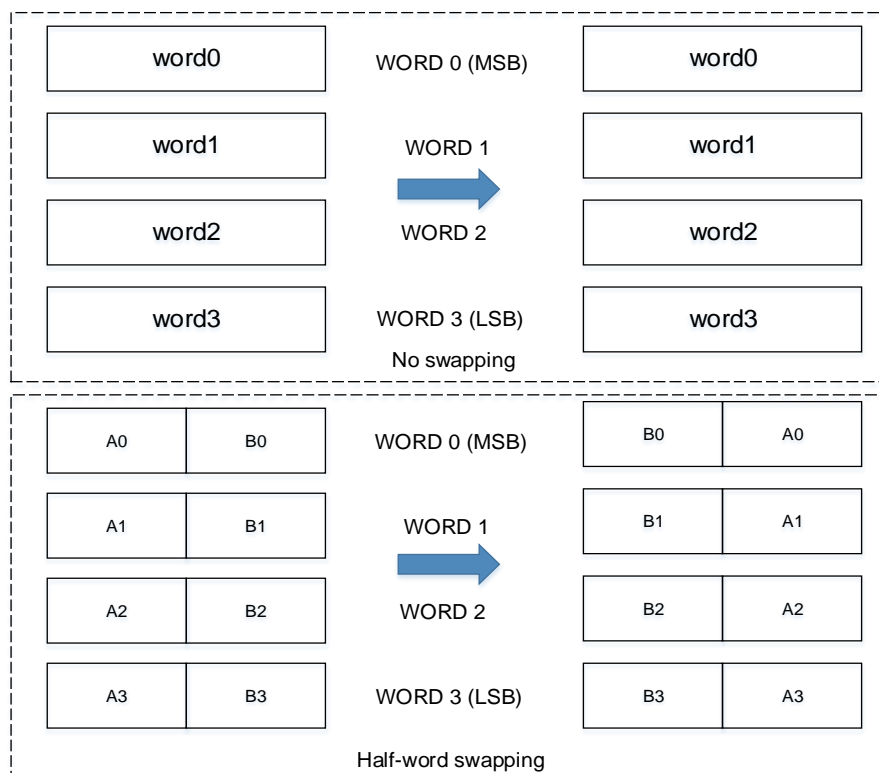 word0 WORD 0 (MSB) word0
word1 WORD 1 word1
word2 WORD 2 word2
word3 WORD 3 (LSB) word3
No swapping
A0 B0 WORD 0 (MSB) B0 A0
A1 B1 WORD 1 B1 A1
A2 B2 WORD 2 B2 A2
A3 B3 WORD 3 (LSB) B3 A3
Half-word swapping